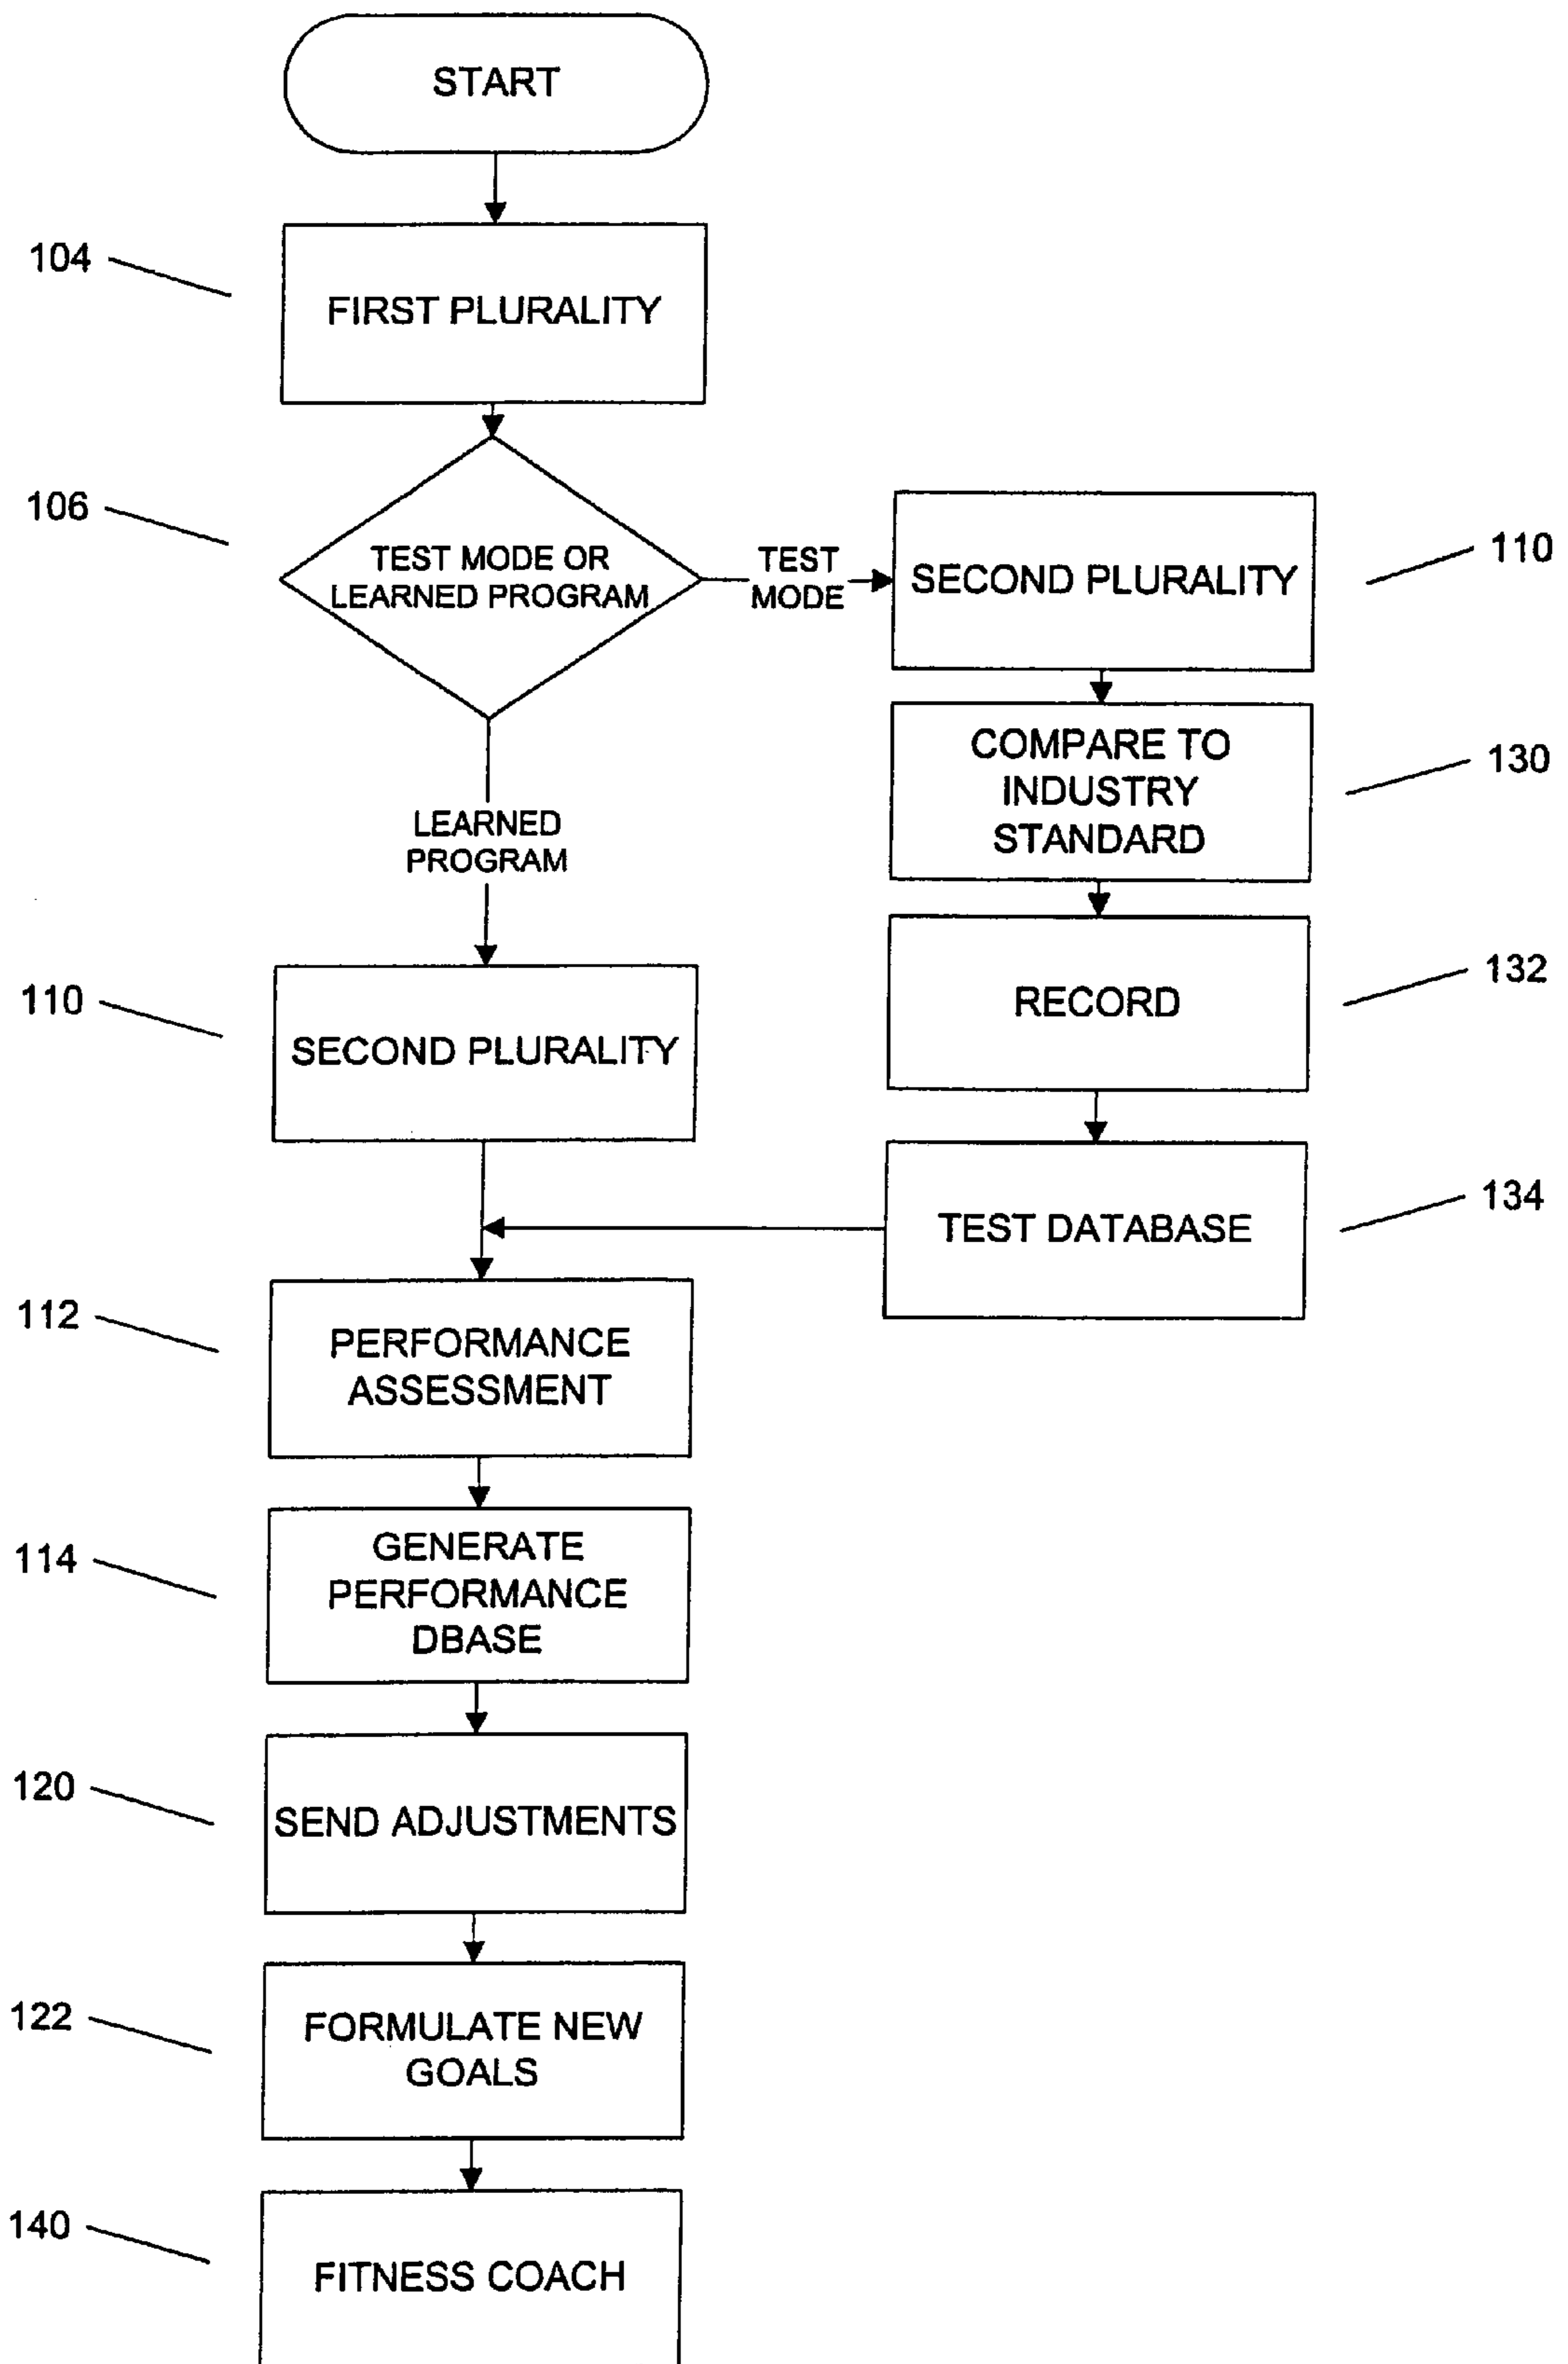 START
104
FIRST PLURALITY
106
TEST MODE OR
LEARNED PROGRAM
TEST
MODE
SECOND PLURALITY
110
COMPARE TO
INDUSTRY
STANDARD
130
LEARNED
PROGRAM
RECORD
132
110
SECOND PLURALITY
TEST DATABASE
134
112
PERFORMANCE
ASSESSMENT
114
GENERATE
PERFORMANCE
DBASE
120
SEND ADJUSTMENTS
122
FORMULATE NEW
GOALS
140
FITNESS COACH